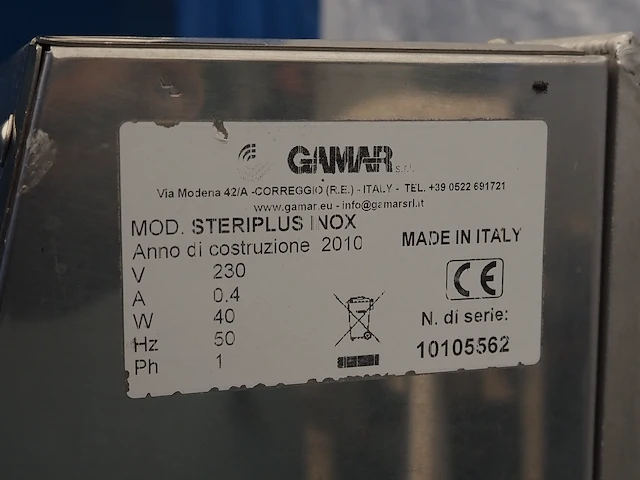 GAMAR s.r.l.
Via Modena 42/A -CORREGGIO (R.E.) - ITALY - TEL. +39 0522 691721
www.gamar.eu - info@gamarsrl.it
MOD. STERIPLUS INOX
Anno di costruzione 2010
MADE IN ITALY
V 230
A 0.4
W 40
Hz 50
Ph 1
CE
N. di serie:
10105562